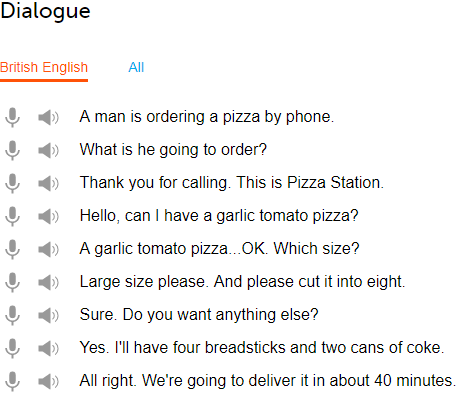 Dialogue
British English All
A man is ordering a pizza by phone.
What is he going to order?
Thank you for calling. This is Pizza Station.
Hello, can I have a garlic tomato pizza?
A garlic tomato pizza...OK. Which size?
Large size please. And please cut it into eight.
Sure. Do you want anything else?
Yes. I'll have four breadsticks and two cans of coke.
All right. We're going to deliver it in about 40 minutes.